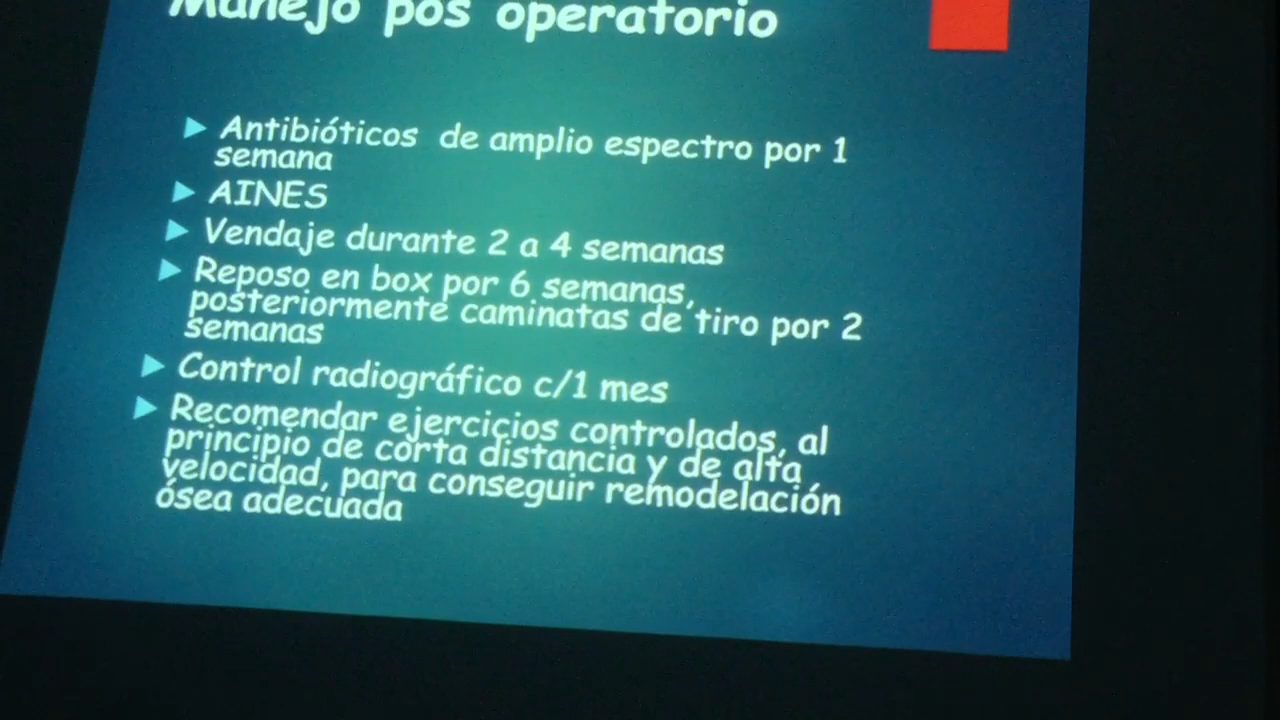 Manejo pos operatorio
Antibióticos de amplio espectro por 1
semana
AINES
Vendaje durante 2 a 4 semanas
Reposo en box por 6 semanas,
posteriormente caminatas de tiro por 2
semanas
Control radiográfico c/1 mes
Recomendar ejercicios controlados, al
principio de corta distancia y de alta
velocidad, para conseguir remodelación
ósea adecuada